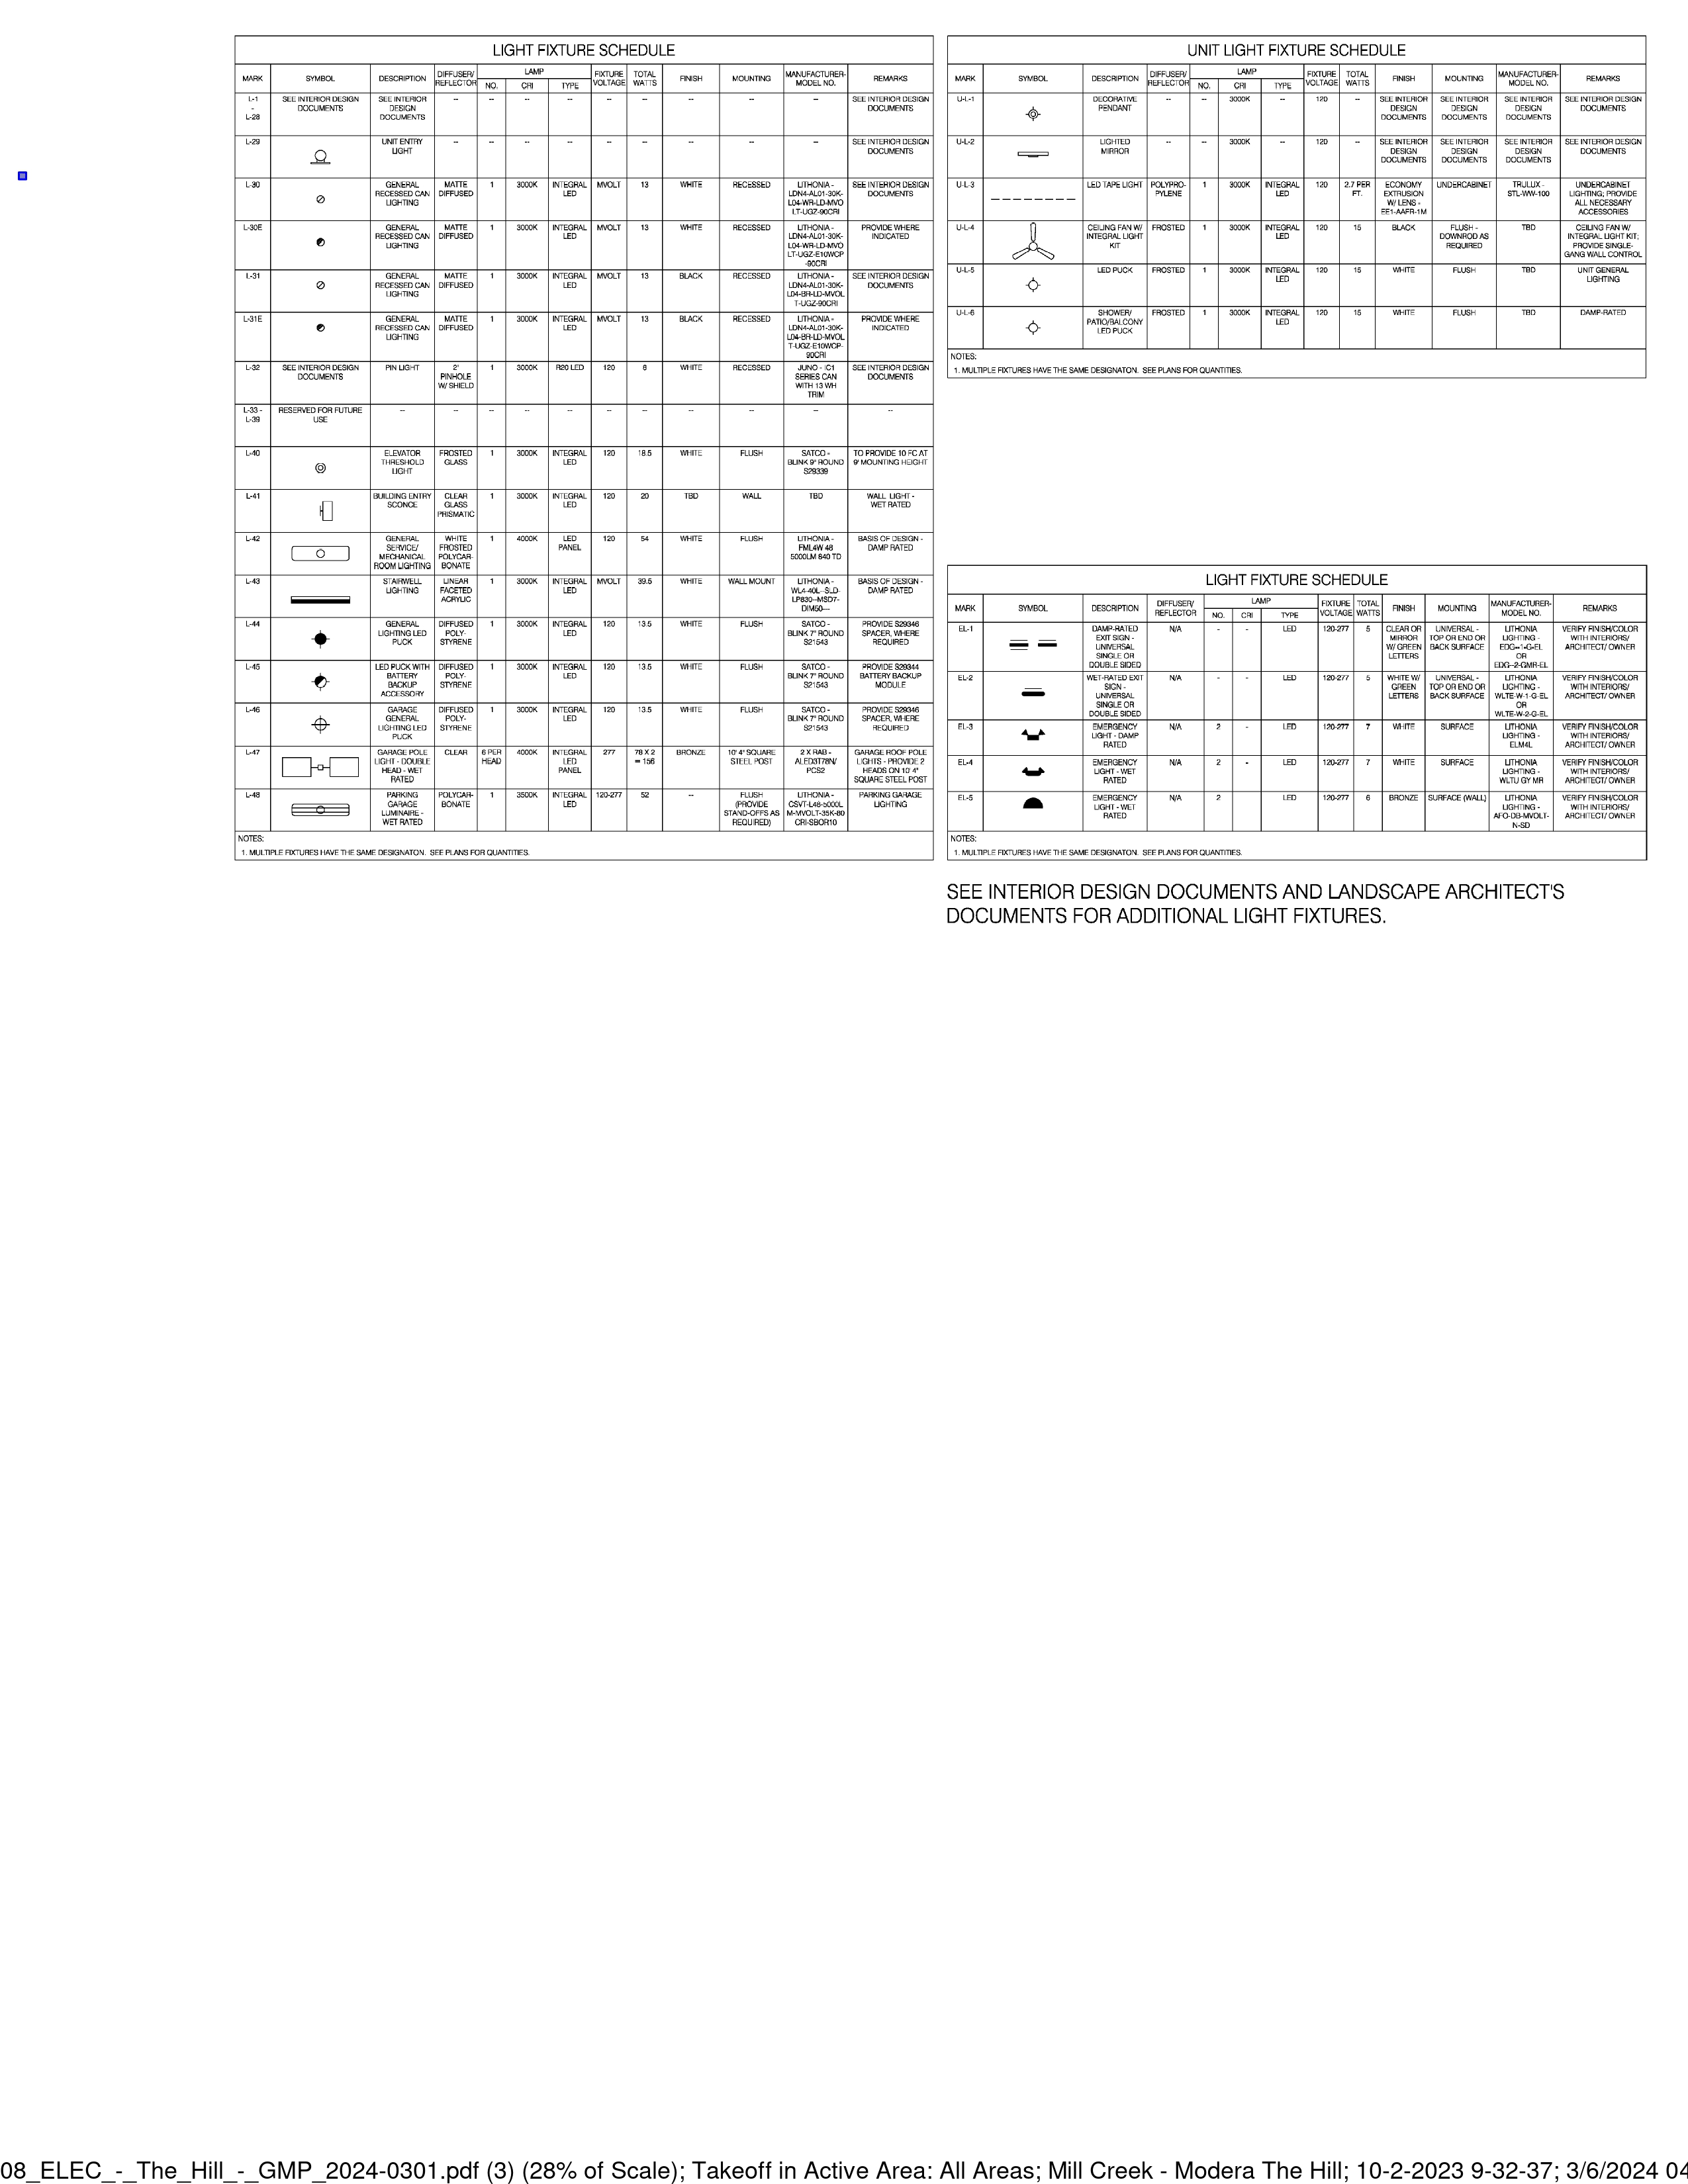 LIGHT FIXTURE SCHEDULE
MARK SYMBOL DESCRIPTION DIFFUSER/ REFLECTOR LAMP NO. CRI TYPE FIXTURE VOLTAGE TOTAL WATTS FINISH MOUNTING MANUFACTURER- MODEL NO. REMARKS
L-1 - L-28 SEE INTERIOR DESIGN DOCUMENTS SEE INTERIOR DESIGN DOCUMENTS -- -- -- -- -- -- -- -- -- SEE INTERIOR DESIGN DOCUMENTS
L-29 UNIT ENTRY LIGHT -- -- -- -- -- -- -- -- -- SEE INTERIOR DESIGN DOCUMENTS
L-30 GENERAL RECESSED CAN LIGHTING MATTE DIFFUSED 1 3000K INTEGRAL LED MVOLT 13 WHITE RECESSED LITHONIA - LDN4-AL01-30K- L04-WR-LD-MVO LT-UGZ-90CRI SEE INTERIOR DESIGN DOCUMENTS
L-30E GENERAL RECESSED CAN LIGHTING MATTE DIFFUSED 1 3000K INTEGRAL LED MVOLT 13 WHITE RECESSED LITHONIA - LDN4-AL01-30K- L04-WR-LD-MVO LT-UGZ-E10WCP -90CRI PROVIDE WHERE INDICATED
L-31 GENERAL RECESSED CAN LIGHTING MATTE DIFFUSED 1 3000K INTEGRAL LED MVOLT 13 BLACK RECESSED LITHONIA - LDN4-AL01-30K- L04-BR-LD-MVOL T-UGZ-90CRI SEE INTERIOR DESIGN DOCUMENTS
L-31E GENERAL RECESSED CAN LIGHTING MATTE DIFFUSED 1 3000K INTEGRAL LED MVOLT 13 BLACK RECESSED LITHONIA - LDN4-AL01-30K- L04-BR-LD-MVOL T-UGZ-E10WCP- 90CRI PROVIDE WHERE INDICATED
L-32 SEE INTERIOR DESIGN DOCUMENTS PIN LIGHT 2" PINHOLE W/ SHIELD 1 3000K R20 LED 120 6 WHITE RECESSED JUNO - IC1 SERIES CAN WITH 13 WH TRIM SEE INTERIOR DESIGN DOCUMENTS
L-33 - L-39 RESERVED FOR FUTURE USE -- -- -- -- -- -- -- -- -- -- --
L-40 ELEVATOR THRESHOLD LIGHT FROSTED GLASS 1 3000K INTEGRAL LED 120 18.5 WHITE FLUSH SATCO - BLINK 9" ROUND S29339 TO PROVIDE 10 FC AT 9' MOUNTING HEIGHT
L-41 BUILDING ENTRY SCONCE CLEAR GLASS PRISMATIC 1 3000K INTEGRAL LED 120 20 TBD WALL TBD WALL LIGHT - WET RATED
L-42 GENERAL SERVICE/ MECHANICAL ROOM LIGHTING WHITE FROSTED POLYCAR- BONATE 1 4000K LED PANEL 120 54 WHITE FLUSH LITHONIA - FML4W 48 5000LM 840 TD BASIS OF DESIGN - DAMP RATED
L-43 STAIRWELL LIGHTING LINEAR FACETED ACRYLIC 1 3000K INTEGRAL LED MVOLT 39.5 WHITE WALL MOUNT LITHONIA - WL4-40L--SLD- LP830--MSD7- DIM50--- BASIS OF DESIGN - DAMP RATED
L-44 GENERAL LIGHTING LED PUCK DIFFUSED POLY- STYRENE 1 3000K INTEGRAL LED 120 13.5 WHITE FLUSH SATCO - BLINK 7" ROUND S21543 PROVIDE S29346 SPACER, WHERE REQUIRED
L-45 LED PUCK WITH BATTERY BACKUP ACCESSORY DIFFUSED POLY- STYRENE 1 3000K INTEGRAL LED 120 13.5 WHITE FLUSH SATCO - BLINK 7" ROUND S21543 PROVIDE S29344 BATTERY BACKUP MODULE
L-46 GARAGE GENERAL LIGHTING LED PUCK DIFFUSED POLY- STYRENE 1 3000K INTEGRAL LED 120 13.5 WHITE FLUSH SATCO - BLINK 7" ROUND S21543 PROVIDE S29346 SPACER, WHERE REQUIRED
L-47 GARAGE POLE LIGHT - DOUBLE HEAD - WET RATED CLEAR 6 PER HEAD 4000K INTEGRAL LED PANEL 277 78 X 2 = 156 BRONZE 10' 4" SQUARE STEEL POST 2 X RAB - ALED3T78N/ PCS2 GARAGE ROOF POLE LIGHTS - PROVIDE 2 HEADS ON 10' 4" SQUARE STEEL POST
L-48 PARKING GARAGE LUMINAIRE - WET RATED POLYCAR- BONATE 1 3500K INTEGRAL LED 120-277 52 -- FLUSH (PROVIDE STAND-OFFS AS REQUIRED) LITHONIA - CSVT-L48-5000L M-MVOLT-35K-80 CRI-SBOR10 PARKING GARAGE LIGHTING
NOTES:
1. MULTIPLE FIXTURES HAVE THE SAME DESIGNATON. SEE PLANS FOR QUANTITIES.
UNIT LIGHT FIXTURE SCHEDULE
MARK SYMBOL DESCRIPTION DIFFUSER/ REFLECTOR LAMP NO. CRI TYPE FIXTURE VOLTAGE TOTAL WATTS FINISH MOUNTING MANUFACTURER- MODEL NO. REMARKS
U-L-1 DECORATIVE PENDANT -- -- 3000K -- 120 -- SEE INTERIOR DESIGN DOCUMENTS SEE INTERIOR DESIGN DOCUMENTS SEE INTERIOR DESIGN DOCUMENTS SEE INTERIOR DESIGN DOCUMENTS
U-L-2 LIGHTED MIRROR -- -- 3000K -- 120 -- SEE INTERIOR DESIGN DOCUMENTS SEE INTERIOR DESIGN DOCUMENTS SEE INTERIOR DESIGN DOCUMENTS SEE INTERIOR DESIGN DOCUMENTS
U-L-3 LED TAPE LIGHT POLYPRO- PYLENE 1 3000K INTEGRAL LED 120 2.7 PER FT. ECONOMY EXTRUSION W/ LENS - EE1-AAFR-1M UNDERCABINET TRULUX - STL-WW-100 UNDERCABINET LIGHTING; PROVIDE ALL NECESSARY ACCESSORIES
U-L-4 CEILING FAN W/ INTEGRAL LIGHT KIT FROSTED 1 3000K INTEGRAL LED 120 15 BLACK FLUSH - DOWNROD AS REQUIRED TBD CEILING FAN W/ INTEGRAL LIGHT KIT; PROVIDE SINGLE- GANG WALL CONTROL
U-L-5 LED PUCK FROSTED 1 3000K INTEGRAL LED 120 15 WHITE FLUSH TBD UNIT GENERAL LIGHTING
U-L-6 SHOWER/ PATIO/BALCONY LED PUCK FROSTED 1 3000K INTEGRAL LED 120 15 WHITE FLUSH TBD DAMP-RATED
NOTES:
1. MULTIPLE FIXTURES HAVE THE SAME DESIGNATON. SEE PLANS FOR QUANTITIES.
LIGHT FIXTURE SCHEDULE
MARK SYMBOL DESCRIPTION DIFFUSER/ REFLECTOR LAMP NO. CRI TYPE FIXTURE VOLTAGE TOTAL WATTS FINISH MOUNTING MANUFACTURER- MODEL NO. REMARKS
EL-1 DAMP-RATED EXIT SIGN - UNIVERSAL SINGLE OR DOUBLE SIDED N/A - - LED 120-277 5 CLEAR OR MIRROR W/ GREEN LETTERS UNIVERSAL - TOP OR END OR BACK SURFACE LITHONIA LIGHTING - EDG--1-G-EL OR EDG--2-GMR-EL VERIFY FINISH/COLOR WITH INTERIORS/ ARCHITECT/ OWNER
EL-2 WET-RATED EXIT SIGN - UNIVERSAL SINGLE OR DOUBLE SIDED N/A - - LED 120-277 5 WHITE W/ GREEN LETTERS UNIVERSAL - TOP OR END OR BACK SURFACE LITHONIA LIGHTING - WLTE-W-1-G-EL OR WLTE-W-2-G-EL VERIFY FINISH/COLOR WITH INTERIORS/ ARCHITECT/ OWNER
EL-3 EMERGENCY LIGHT - DAMP RATED N/A 2 - LED 120-277 7 WHITE SURFACE LITHONIA LIGHTING - ELM4L VERIFY FINISH/COLOR WITH INTERIORS/ ARCHITECT/ OWNER
EL-4 EMERGENCY LIGHT - WET RATED N/A 2 - LED 120-277 7 WHITE SURFACE LITHONIA LIGHTING - WLTU GY MR VERIFY FINISH/COLOR WITH INTERIORS/ ARCHITECT/ OWNER
EL-5 EMERGENCY LIGHT - WET RATED N/A 2 LED 120-277 6 BRONZE SURFACE (WALL) LITHONIA LIGHTING - AFO-DB-MVOLT- N-SD VERIFY FINISH/COLOR WITH INTERIORS/ ARCHITECT/ OWNER
NOTES:
1. MULTIPLE FIXTURES HAVE THE SAME DESIGNATON. SEE PLANS FOR QUANTITIES.
SEE INTERIOR DESIGN DOCUMENTS AND LANDSCAPE ARCHITECT'S
DOCUMENTS FOR ADDITIONAL LIGHT FIXTURES.
08_ELEC_-_The_Hill_-_GMP_2024-0301.pdf (3) (28% of Scale); Takeoff in Active Area: All Areas; Mill Creek - Modera The Hill; 10-2-2023 9-32-37; 3/6/2024 04